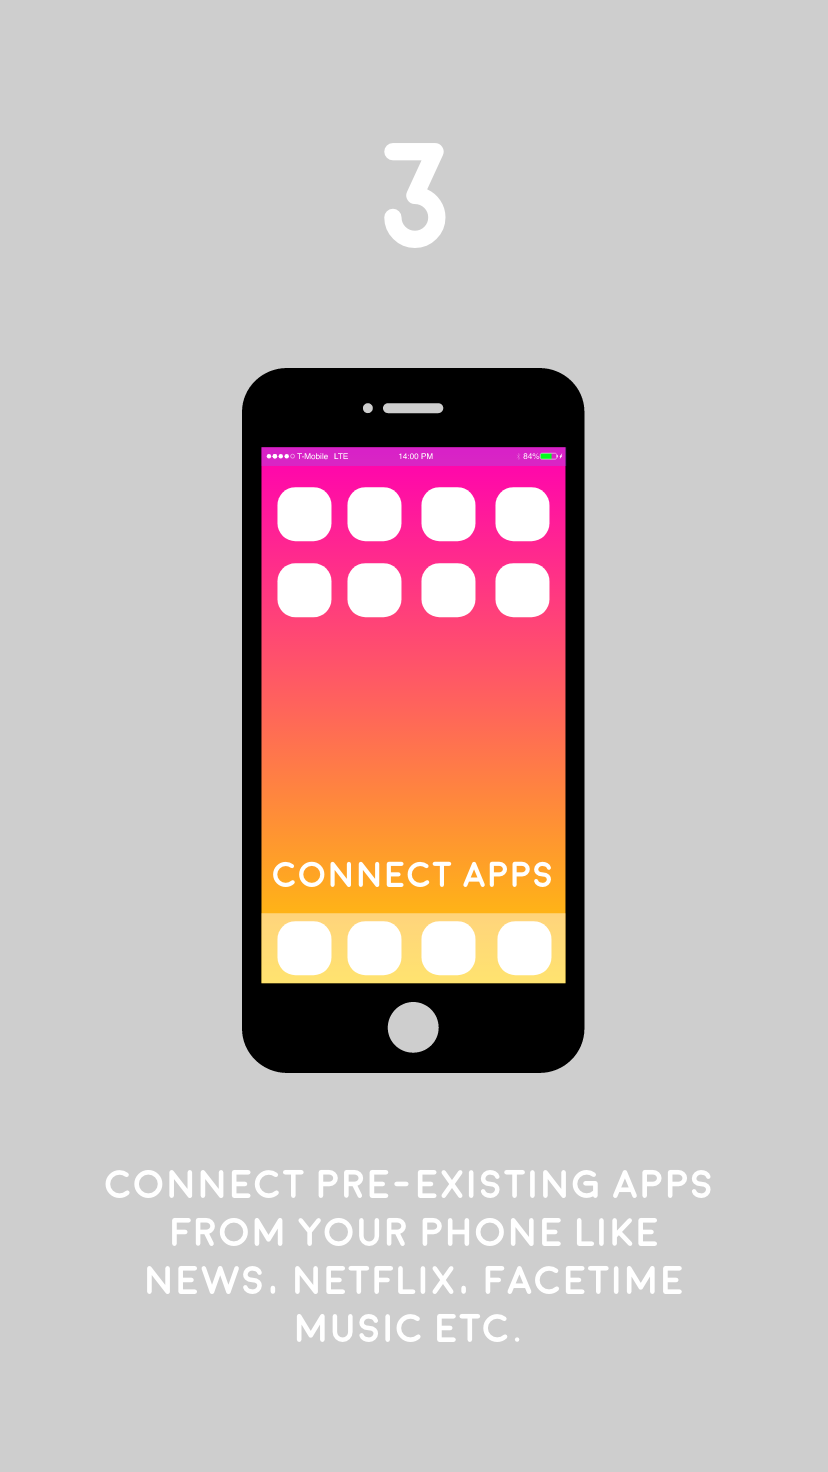 3
T-Mobile LTE 14:00 PM 84%
CONNECT APPS
CONNECT PRE-EXISTING APPS
FROM YOUR PHONE LIKE
NEWS. NETFLIX. FACETIME
MUSIC ETC.